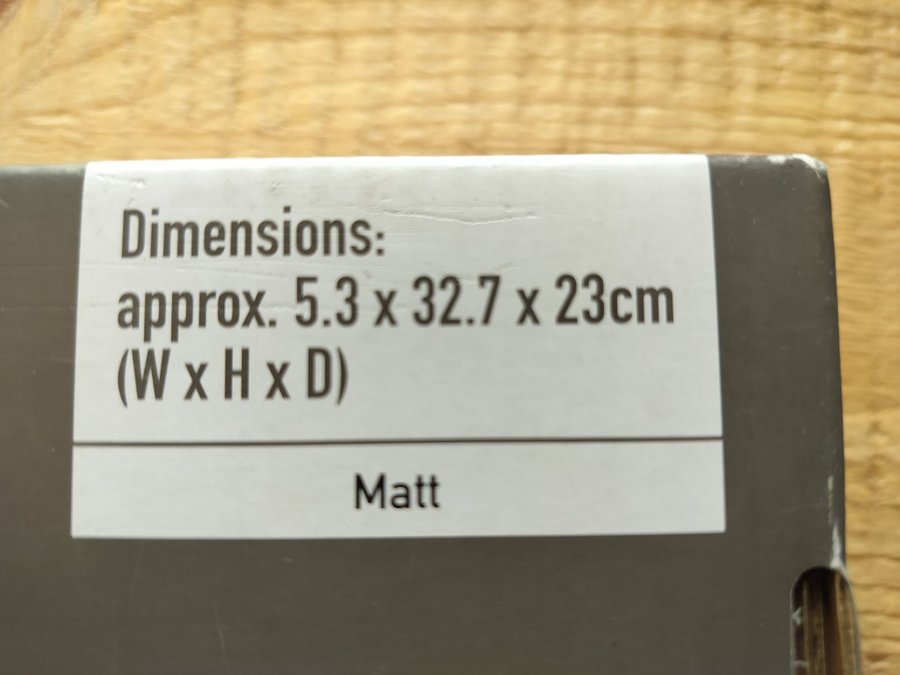 Dimensions:
approx. 5.3 x 32.7 x 23cm
(W x H x D)
Matt